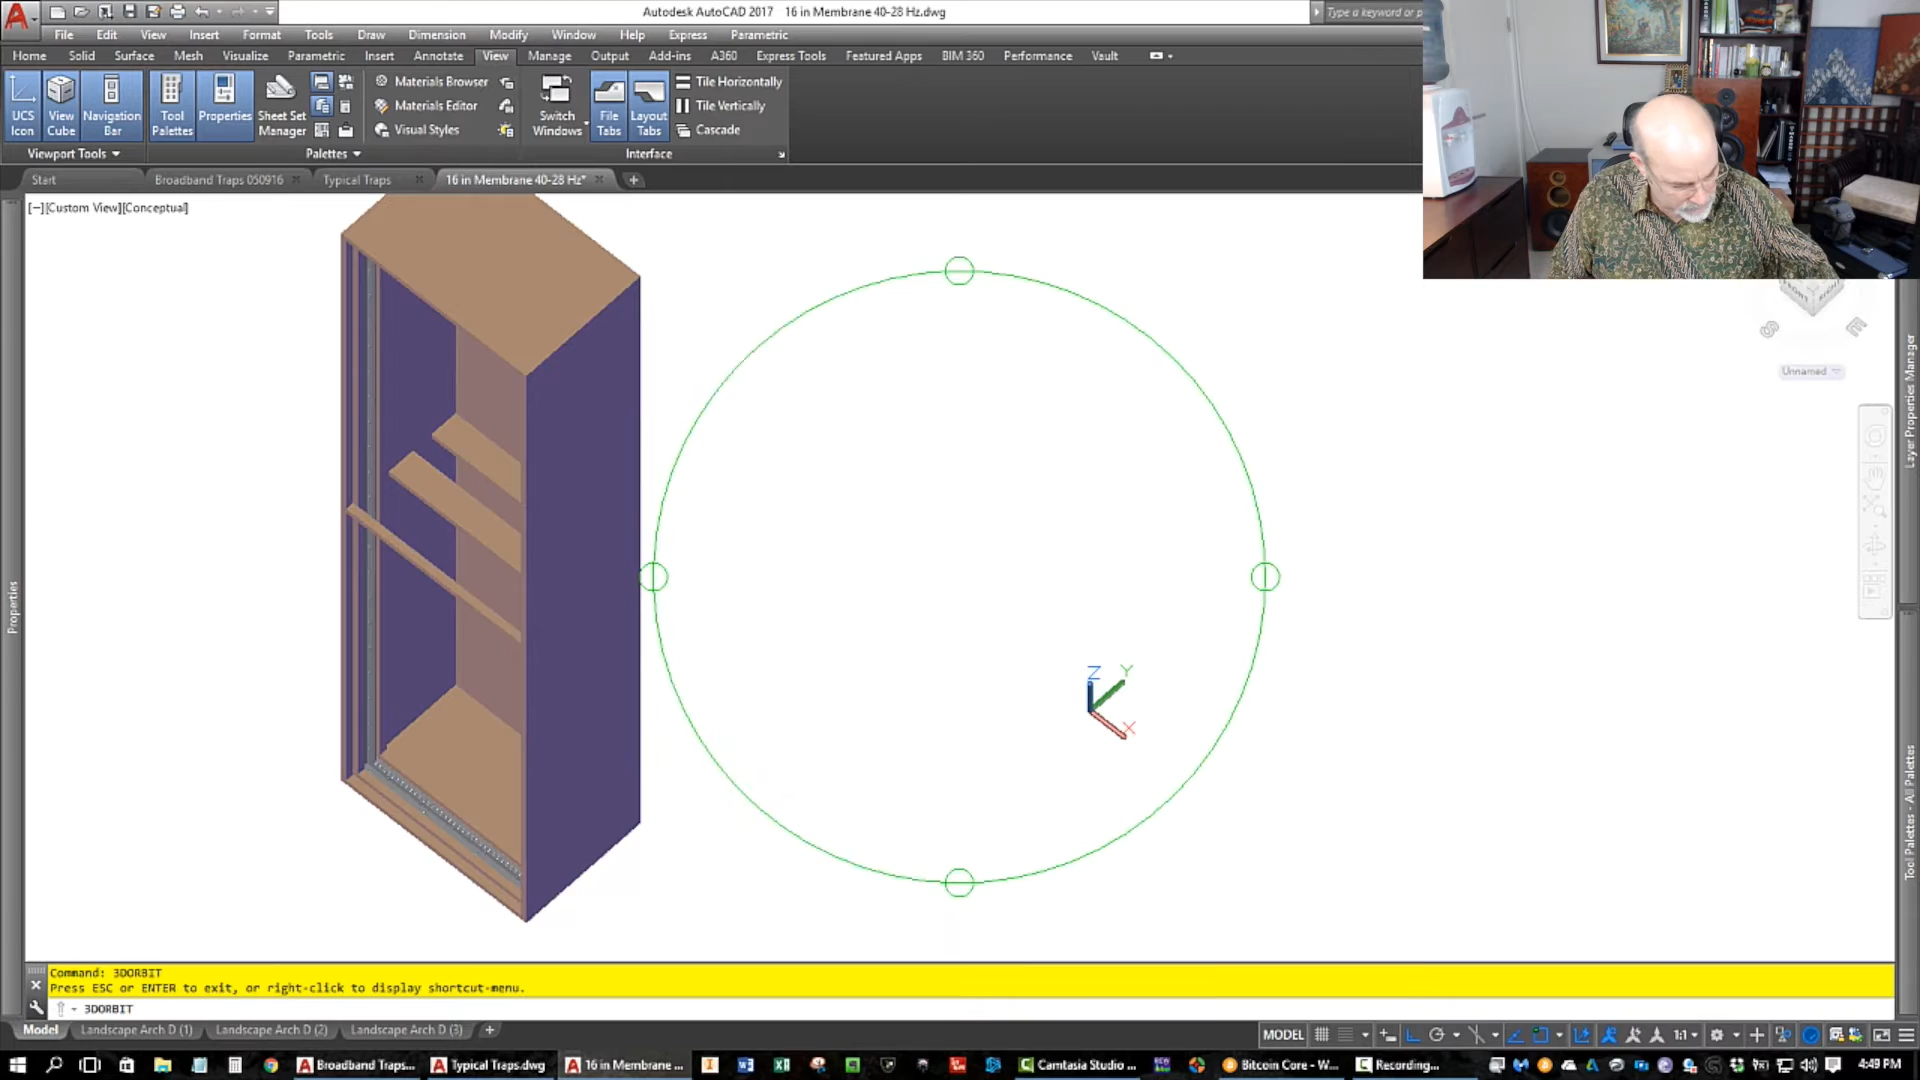 Autodesk AutoCAD 2017   16 in Membrane 40-28 Hz.dwg
Type a keyword or p
File Edit View Insert Format Tools Draw Dimension Modify Window Help Express Parametric
Home Solid Surface Mesh Visualize Parametric Insert Annotate View Manage Output Add-ins A360 Express Tools Featured Apps BIM 360 Performance Vault
UCS Icon
View Cube
Navigation Bar
Viewport Tools
Tool Palettes
Properties
Sheet Set Manager
Materials Browser
Materials Editor
Visual Styles
Palettes
Switch Windows
File Tabs
Layout Tabs
Tile Horizontally
Tile Vertically
Cascade
Interface
Start
Broadband Traps 050916
Typical Traps
16 in Membrane 40-28 Hz*
[−][Custom View][Conceptual]
FRONT RIGHT
S E
Unnamed
Layer Properties Manager
Properties
Tool Palettes - All Palettes
Z Y
X
Command: 3DORBIT
Press ESC or ENTER to exit, or right-click to display shortcut-menu.
3DORBIT
Model Landscape Arch D (1) Landscape Arch D (2) Landscape Arch D (3) +
MODEL
1:1
Broadband Traps...
Typical Traps.dwg
16 in Membrane ...
Camtasia Studio ...
Bitcoin Core - W...
Recording...
4:49 PM